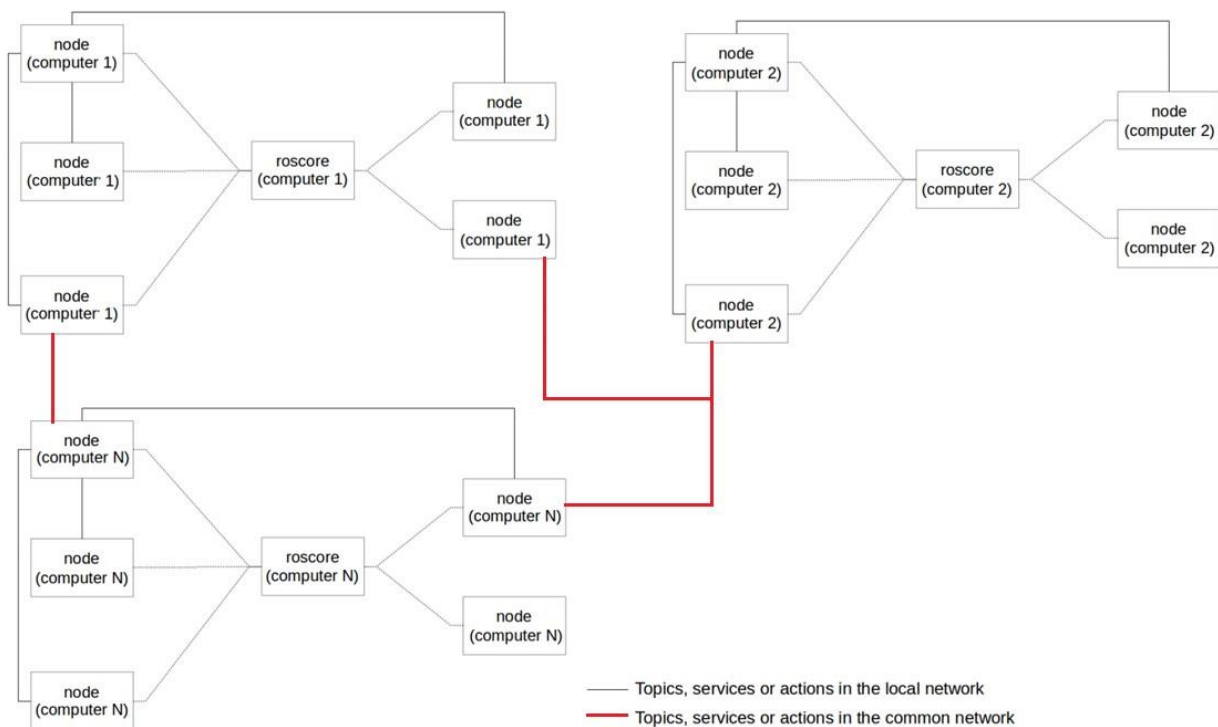 node
(computer 1)
node
(computer 1)
node
(computer 1)
roscore
(computer 1)
node
(computer 1)
node
(computer 1)
node
(computer 2)
node
(computer 2)
node
(computer 2)
roscore
(computer 2)
node
(computer 2)
node
(computer 2)
node
(computer N)
node
(computer N)
node
(computer N)
roscore
(computer N)
node
(computer N)
node
(computer N)
Topics, services or actions in the local network
Topics, services or actions in the common network